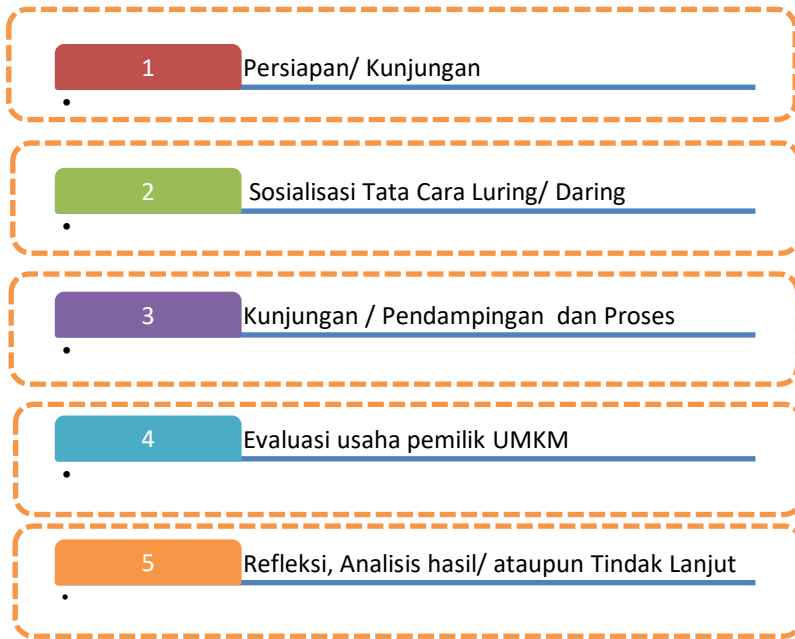 1 Persiapan/ Kunjungan
•
2 Sosialisasi Tata Cara Luring/ Daring
•
3 Kunjungan / Pendampingan dan Proses
•
4 Evaluasi usaha pemilik UMKM
•
5 Refleksi, Analisis hasil/ ataupun Tindak Lanjut
•